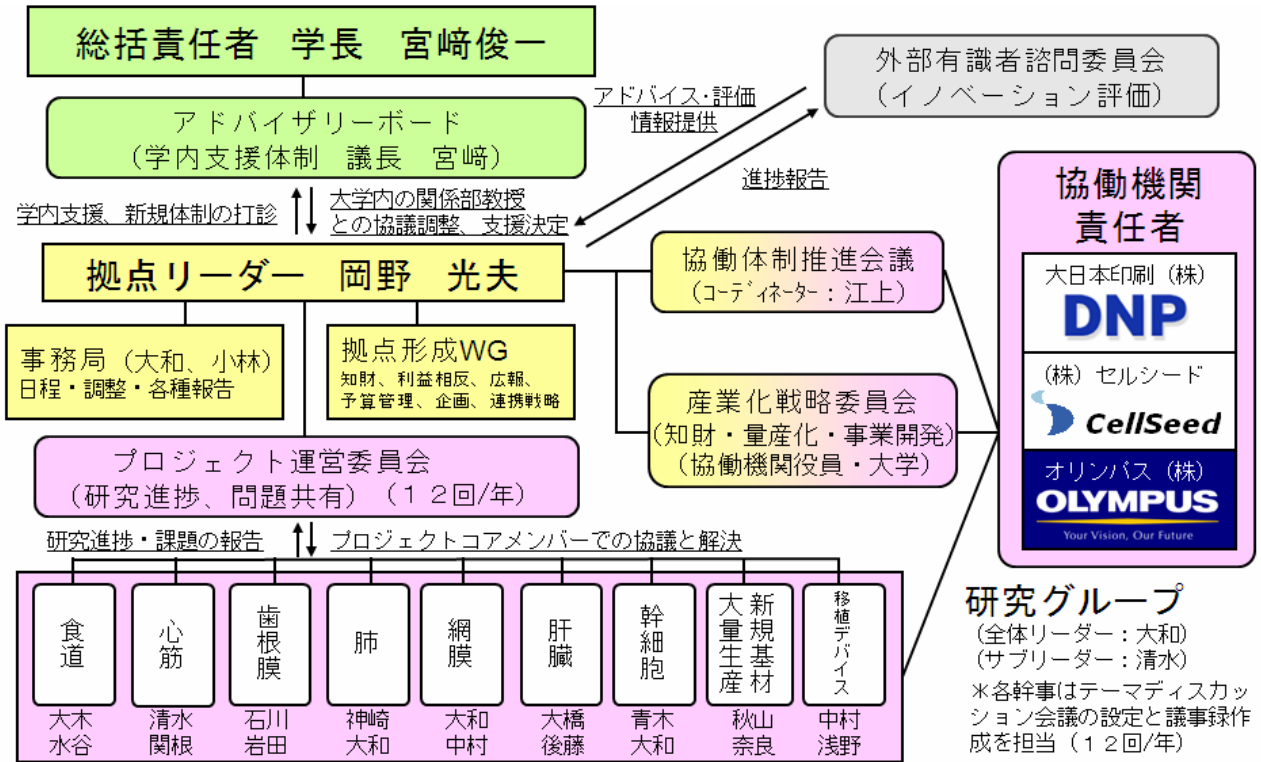 総括責任者　学長　宮﨑俊一
アドバイザリーボード
(学内支援体制　議長　宮﨑)
外部有識者諮問委員会
(イノベーション評価)
アドバイス・評価
情報提供
進捗報告
学内支援、新規体制の打診
大学内の関係部教授
との協議調整、支援決定
拠点リーダー　岡野　光夫
事務局 (大和、小林)
日程・調整・各種報告
拠点形成WG
知財、利益相反、広報、
予算管理、企画、連携戦略
協働体制推進会議
(ｺｰﾃﾞｨﾈｰﾀｰ：江上)
産業化戦略委員会
(知財・量産化・事業開発)
(協働機関役員・大学)
協働機関
責任者
大日本印刷 (株)
DNP
(株) セルシード
CellSeed
オリンパス (株)
OLYMPUS
Your Vision, Our Future
プロジェクト運営委員会
(研究進捗、問題共有) (１２回/年)
研究進捗・課題の報告
プロジェクトコアメンバーでの協議と解決
食道
大木
水谷
心筋
清水
関根
歯根膜
石川
岩田
肺
神崎
大和
網膜
大和
中村
肝臓
大橋
後藤
幹細胞
青木
大和
新規基材
大量生産
秋山
奈良
移植デバイス
中村
浅野
研究グループ
(全体リーダー：大和)
(サブリーダー：清水)
＊各幹事はテーマディスカッ
ション会議の設定と議事録作
成を担当 (１２回/年)